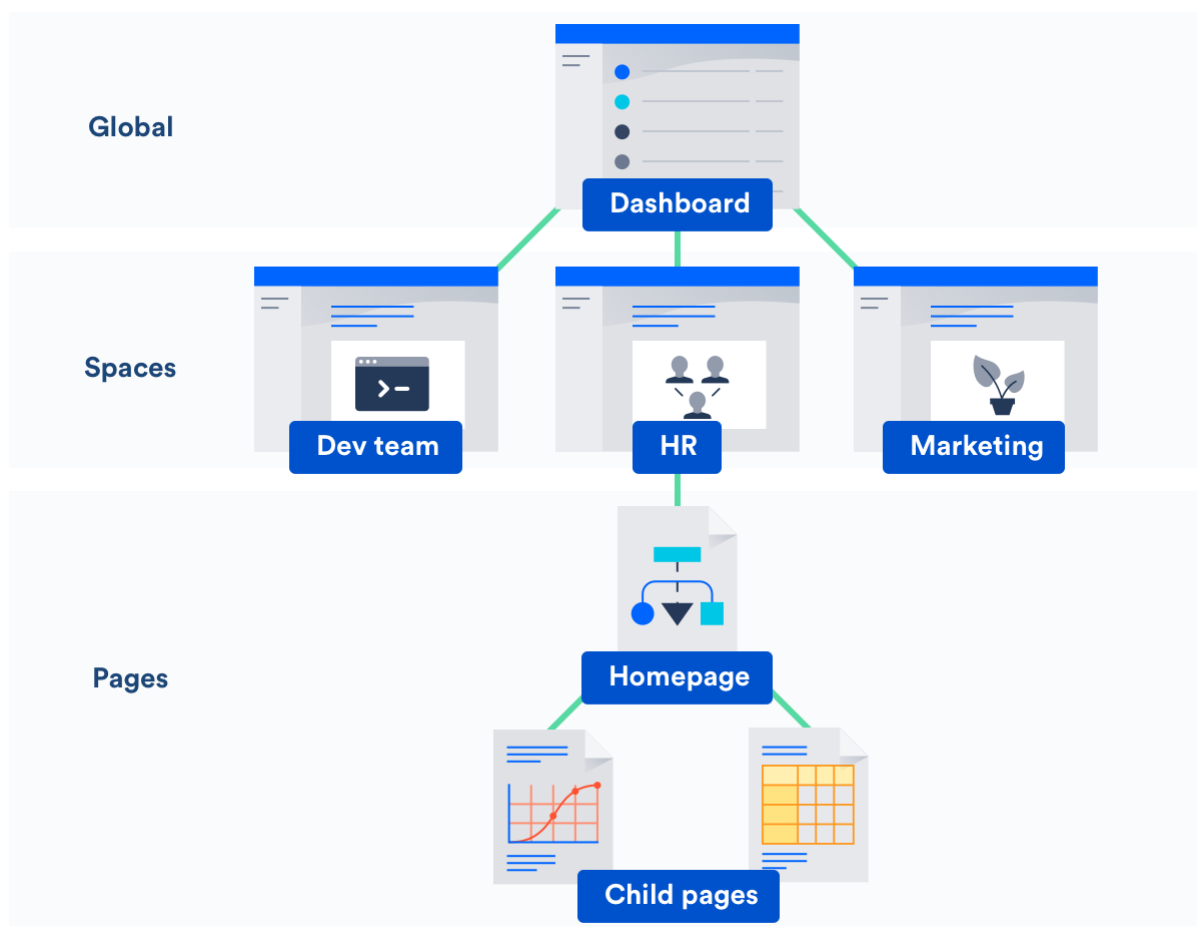 Global
Dashboard
Spaces
Dev team
HR
Marketing
Pages
Homepage
Child pages